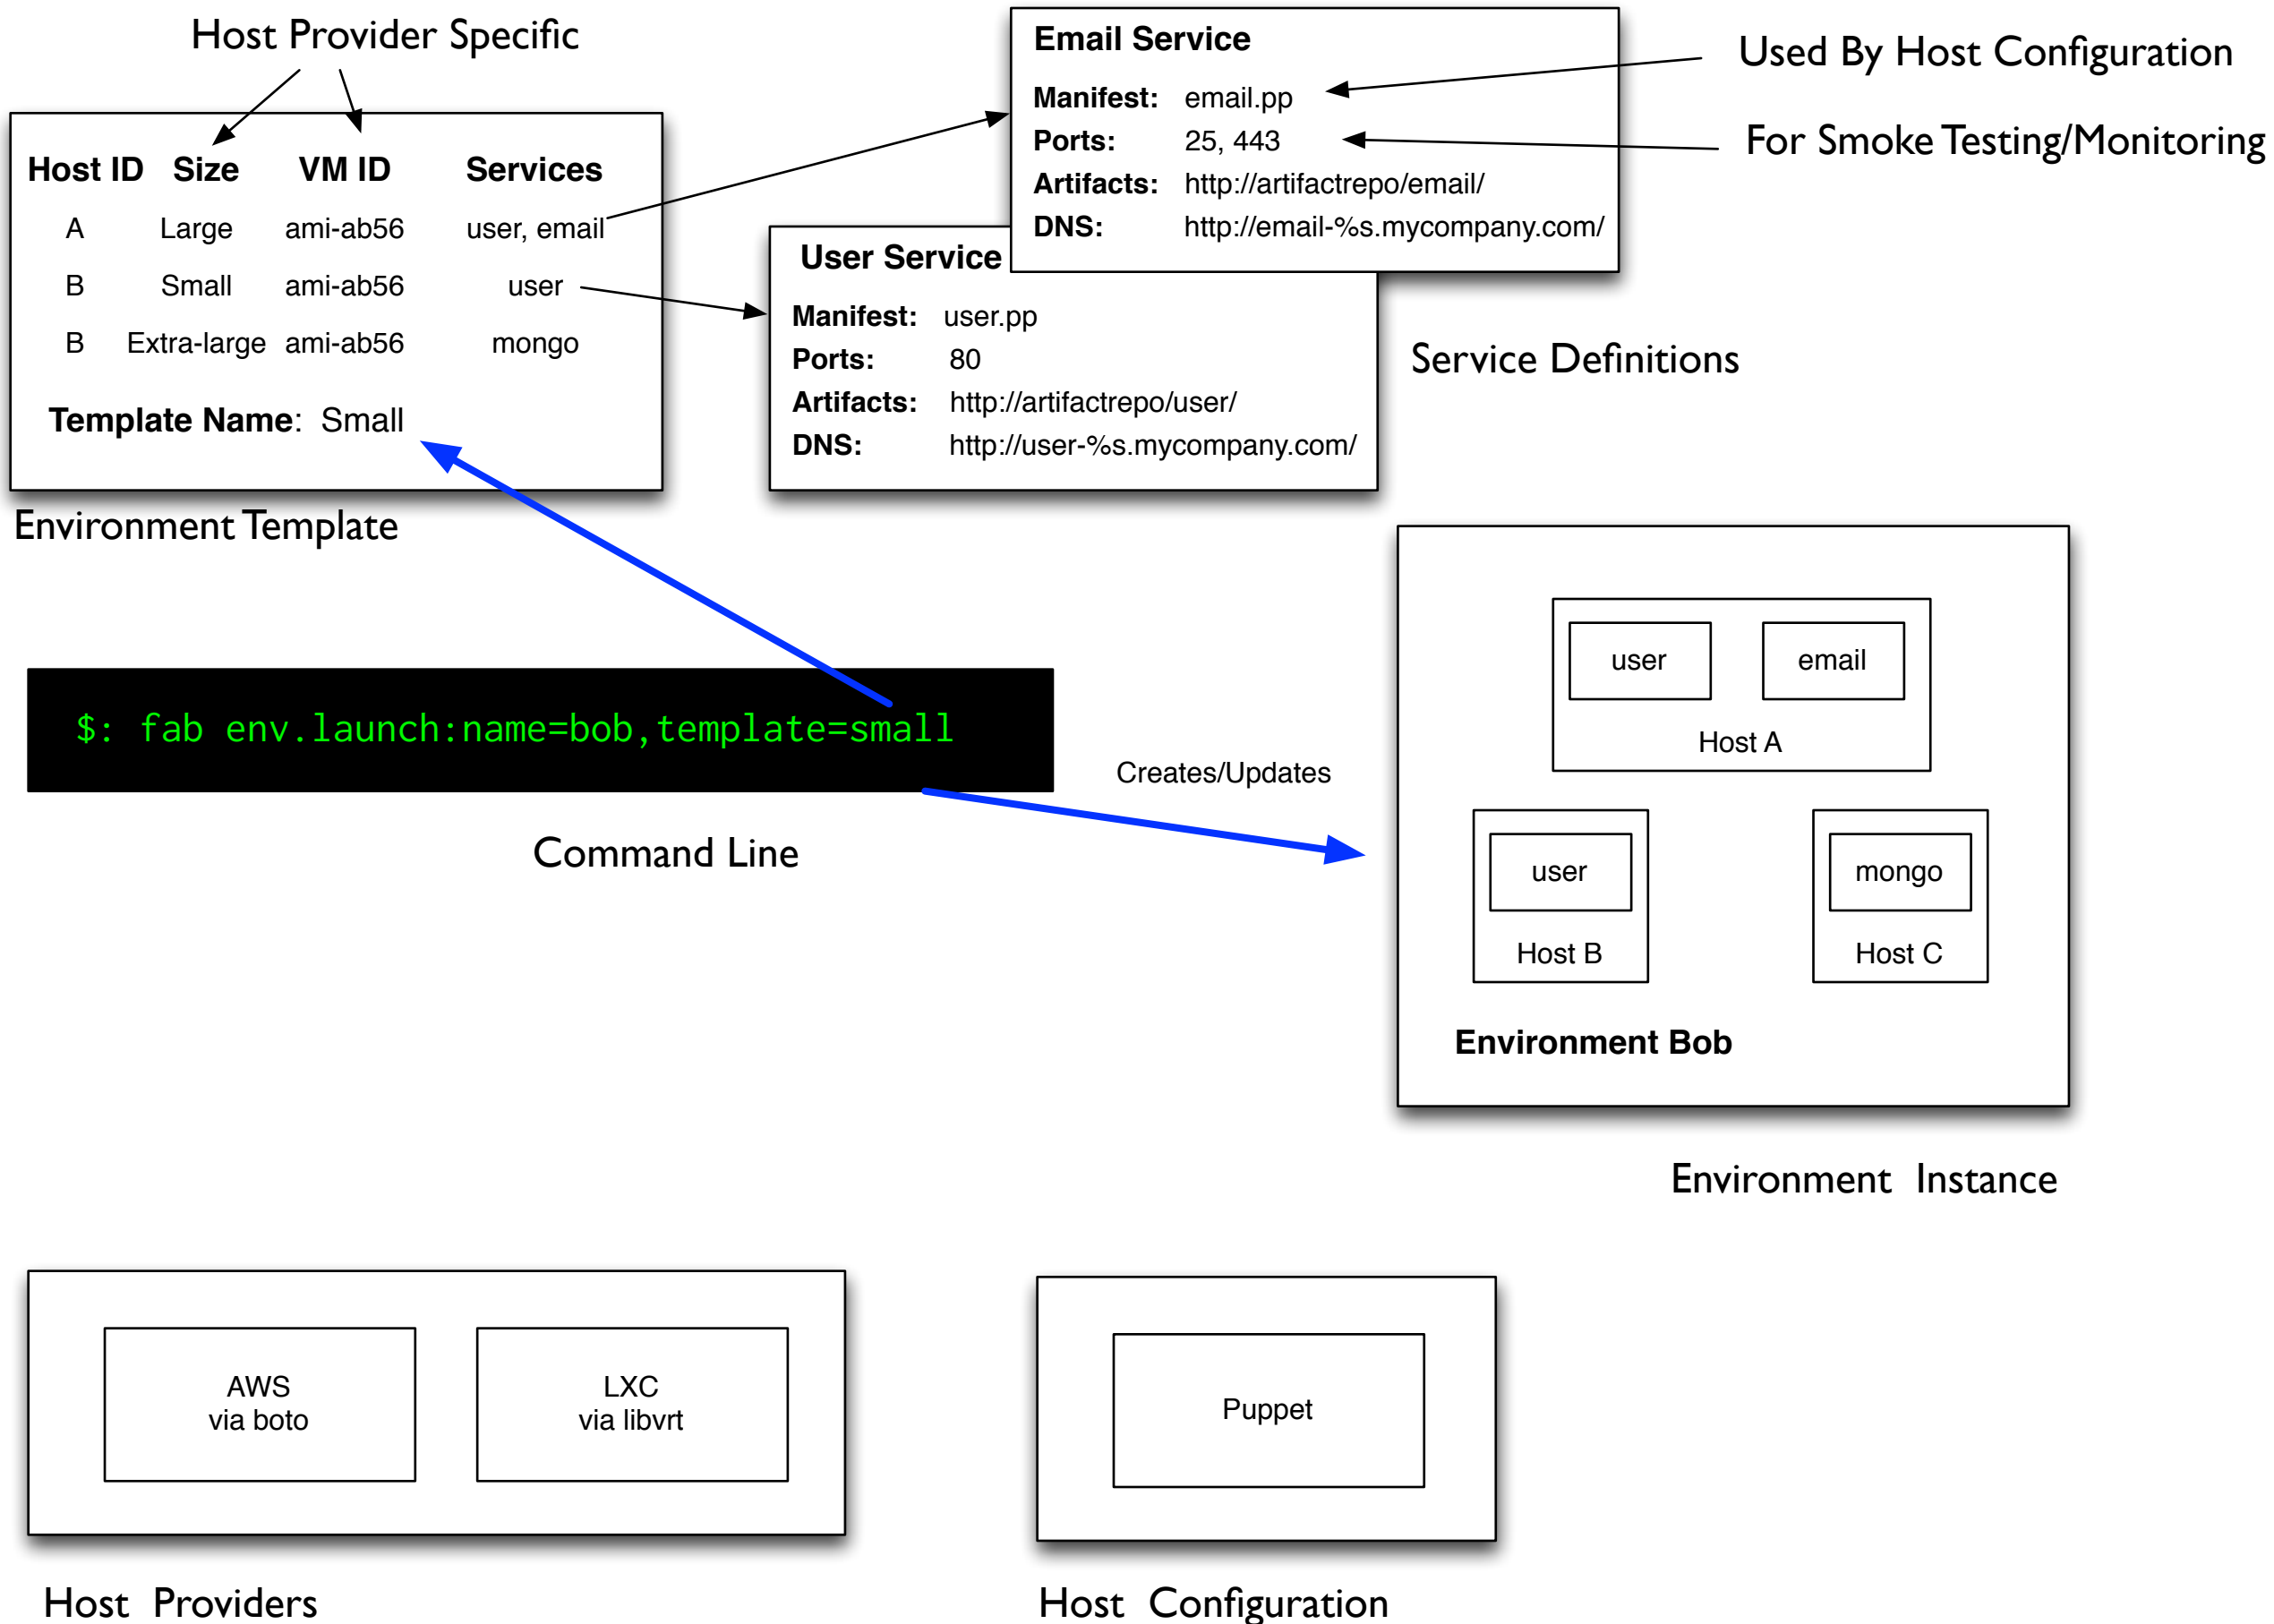 Host Provider Specific
Host ID Size VM ID Services
A Large ami-ab56 user, email
B Small ami-ab56 user
B Extra-large ami-ab56 mongo
Template Name: Small
Environment Template
Email Service
Manifest: email.pp
Ports: 25, 443
Artifacts: http://artifactrepo/email/
DNS: http://email-%s.mycompany.com/
Used By Host Configuration
For Smoke Testing/Monitoring
User Service
Manifest: user.pp
Ports: 80
Artifacts: http://artifactrepo/user/
DNS: http://user-%s.mycompany.com/
Service Definitions
$: fab env.launch:name=bob,template=small
Command Line
Creates/Updates
user email
Host A
user mongo
Host B Host C
Environment Bob
Environment Instance
AWS
via boto
LXC
via libvrt
Host Providers
Puppet
Host Configuration